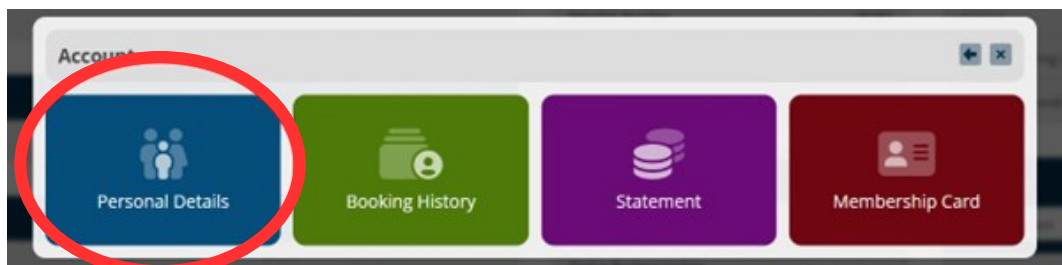 Account
Personal Details
Booking History
Statement
Membership Card